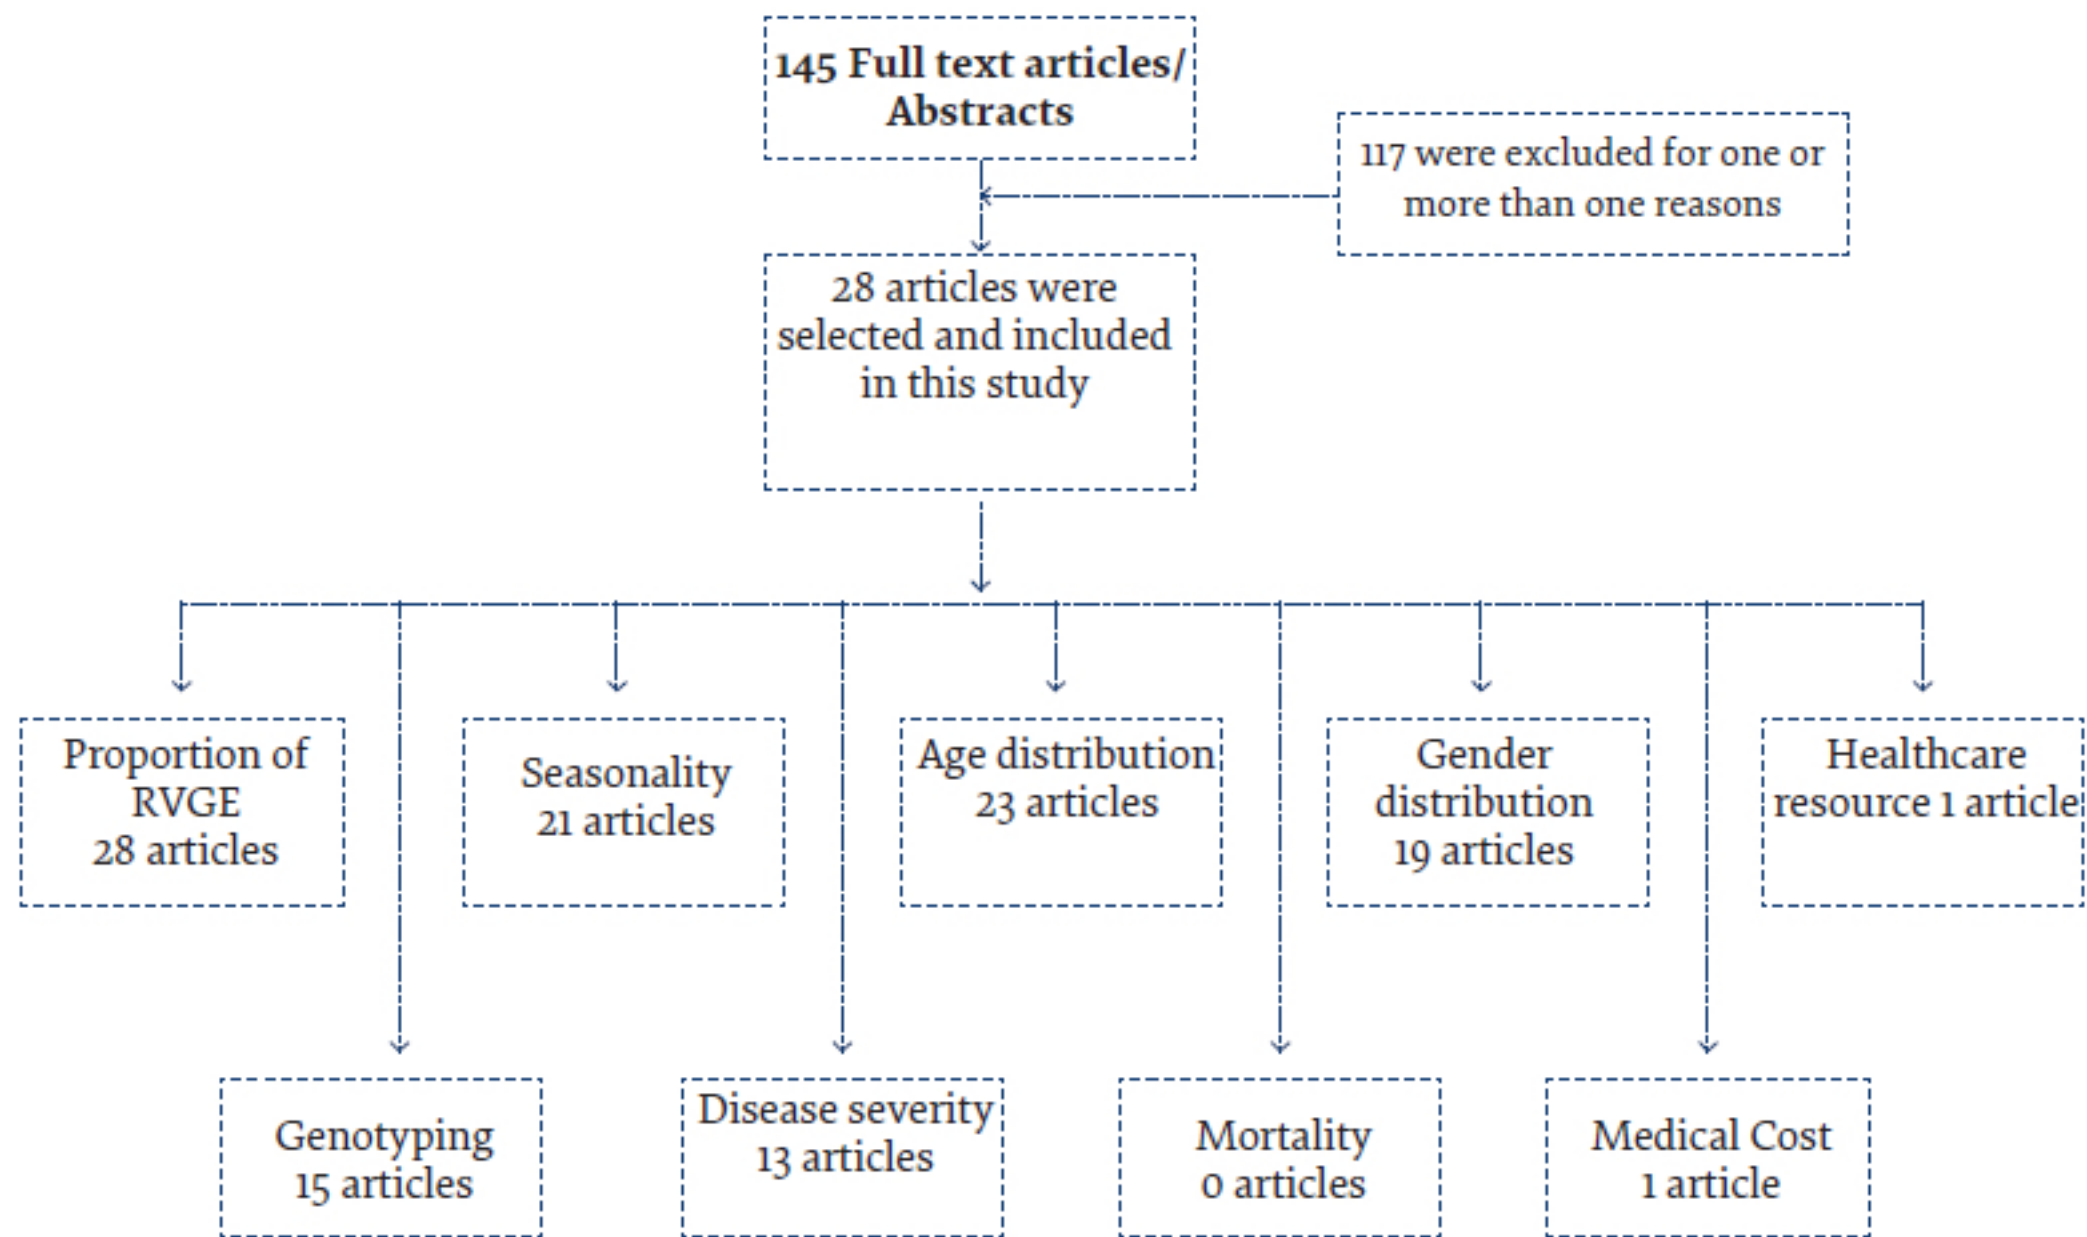 145 Full text articles/
Abstracts
117 were excluded for one or
more than one reasons
28 articles were
selected and included
in this study
Proportion of
RVGE
28 articles
Seasonality
21 articles
Age distribution
23 articles
Gender
distribution
19 articles
Healthcare
resource 1 article
Genotyping
15 articles
Disease severity
13 articles
Mortality
0 articles
Medical Cost
1 article